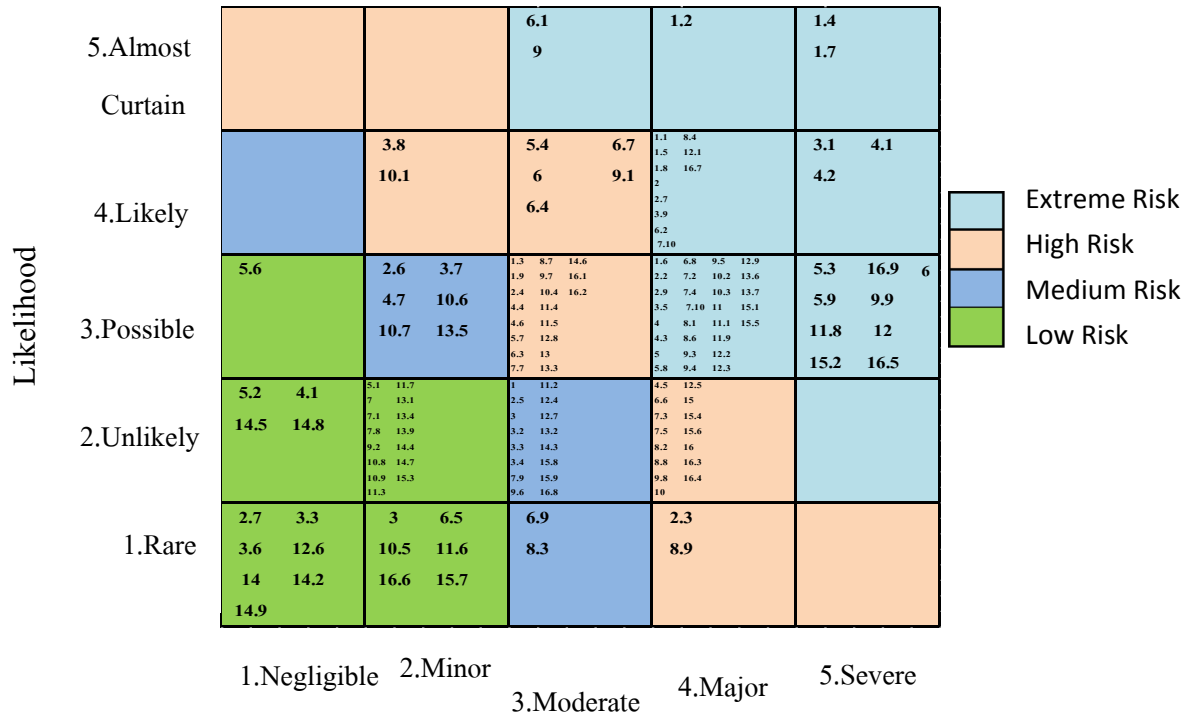 6.1 1.2 1.4
5.Almost 9 1.7
Curtain
3.8 5.4 6.7 1.1 8.4 3.1 4.1
1.5 12.1
10.1 6 9.1 1.8 16.7 4.2
2
4.Likely 6.4 2.7
3.9
6.2
7.10
Extreme Risk
High Risk
Medium Risk
Low Risk
Likelihood
5.6 2.6 3.7 1.3 8.7 14.6 1.6 6.8 9.5 12.9 5.3 16.9 6
1.9 9.7 16.1 2.2 7.2 10.2 13.6
4.7 10.6 2.4 10.4 16.2 2.9 7.4 10.3 13.7 5.9 9.9
4.4 11.4 3.5 7.10 11 15.1
3.Possible 10.7 13.5 4.6 11.5 4 8.1 11.1 15.5 11.8 12
5.7 12.8 4.3 8.6 11.9
6.3 13 5 9.3 12.2 15.2 16.5
7.7 13.3 5.8 9.4 12.3
5.2 4.1 5.1 11.7 1 11.2 4.5 12.5
7 13.1 2.5 12.4 6.6 15
14.5 14.8 7.1 13.4 3 12.7 7.3 15.4
7.8 13.9 3.2 13.2 7.5 15.6
2.Unlikely 9.2 14.4 3.3 14.3 8.2 16
10.8 14.7 3.4 15.8 8.8 16.3
10.9 15.3 7.9 15.9 9.8 16.4
11.3 9.6 16.8 10
2.7 3.3 3 6.5 6.9 2.3
1.Rare 3.6 12.6 10.5 11.6 8.3 8.9
14 14.2 16.6 15.7
14.9
1.Negligible 2.Minor 3.Moderate 4.Major 5.Severe